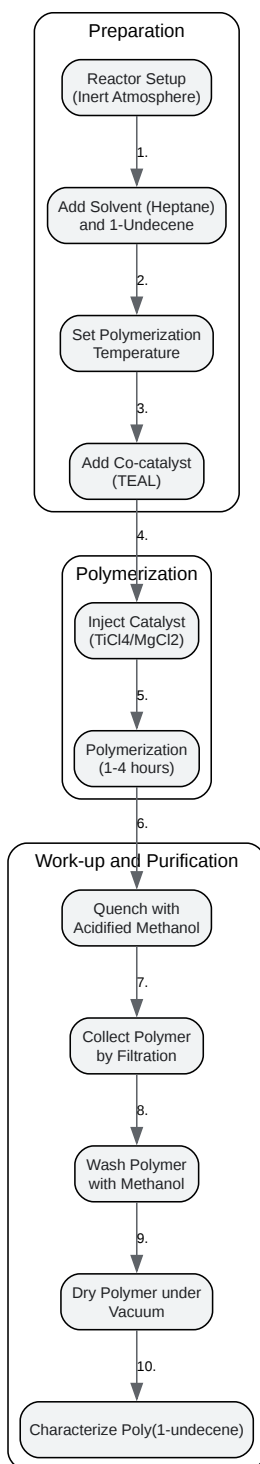 Preparation
Reactor Setup
(Inert Atmosphere)
1.
Add Solvent (Heptane)
and 1-Undecene
2.
Set Polymerization
Temperature
3.
Add Co-catalyst
(TEAL)
4.
Polymerization
Inject Catalyst
(TiCl4/MgCl2)
5.
Polymerization
(1-4 hours)
6.
Work-up and Purification
Quench with
Acidified Methanol
7.
Collect Polymer
by Filtration
8.
Wash Polymer
with Methanol
9.
Dry Polymer under
Vacuum
10.
Characterize Poly(1-undecene)